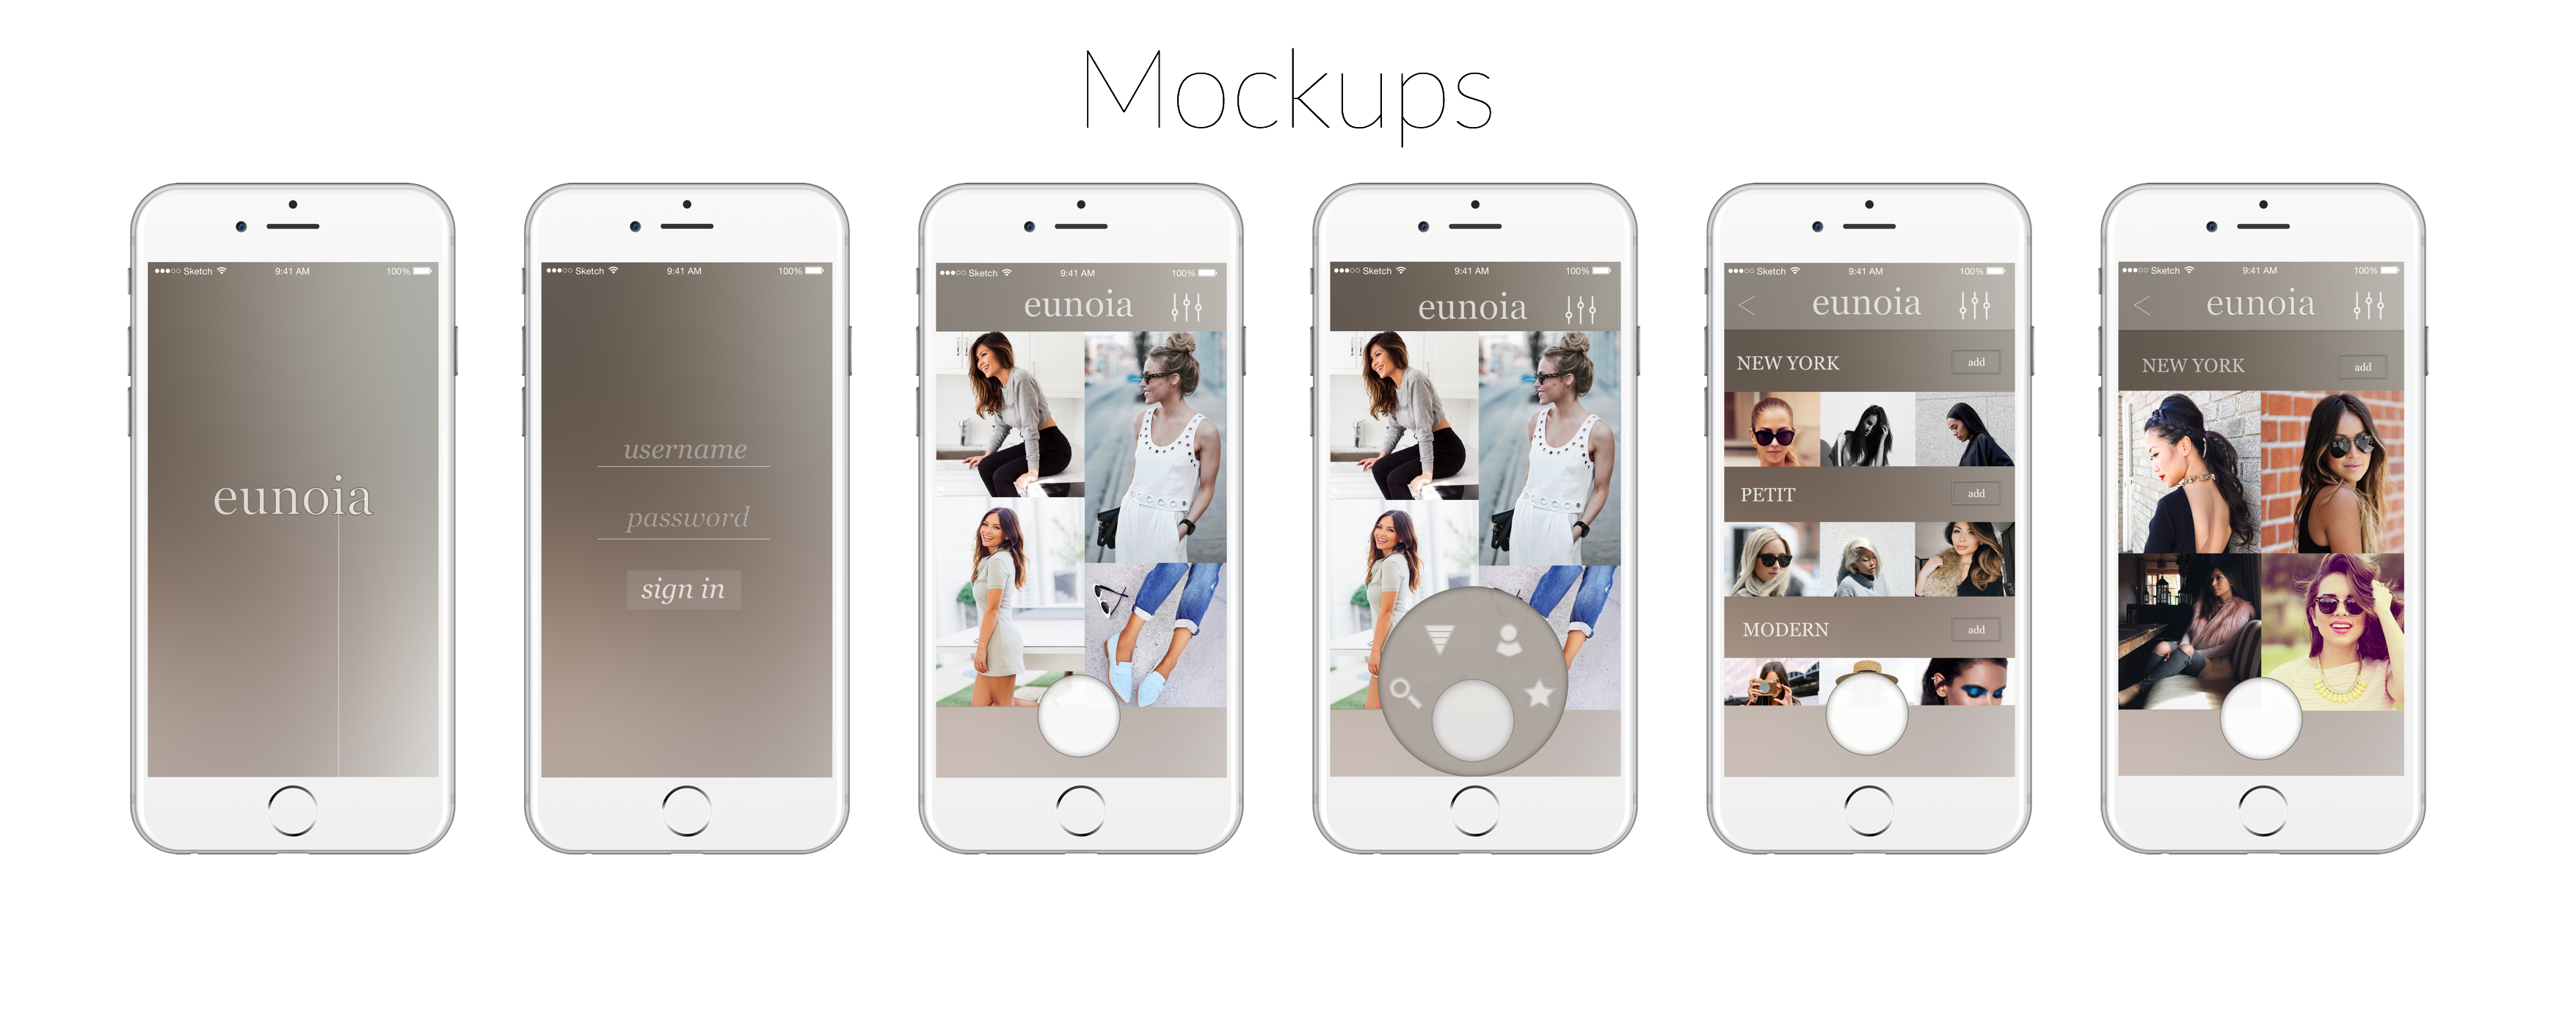 Mockups
Sketch 9:41 AM 100%
eunoia
Sketch 9:41 AM 100%
username
password
sign in
Sketch 9:41 AM 100%
eunoia
Sketch 9:41 AM 100%
eunoia
Sketch 9:41 AM 100%
< eunoia
NEW YORK add
PETIT add
MODERN add
Sketch 9:41 AM 100%
< eunoia
NEW YORK add